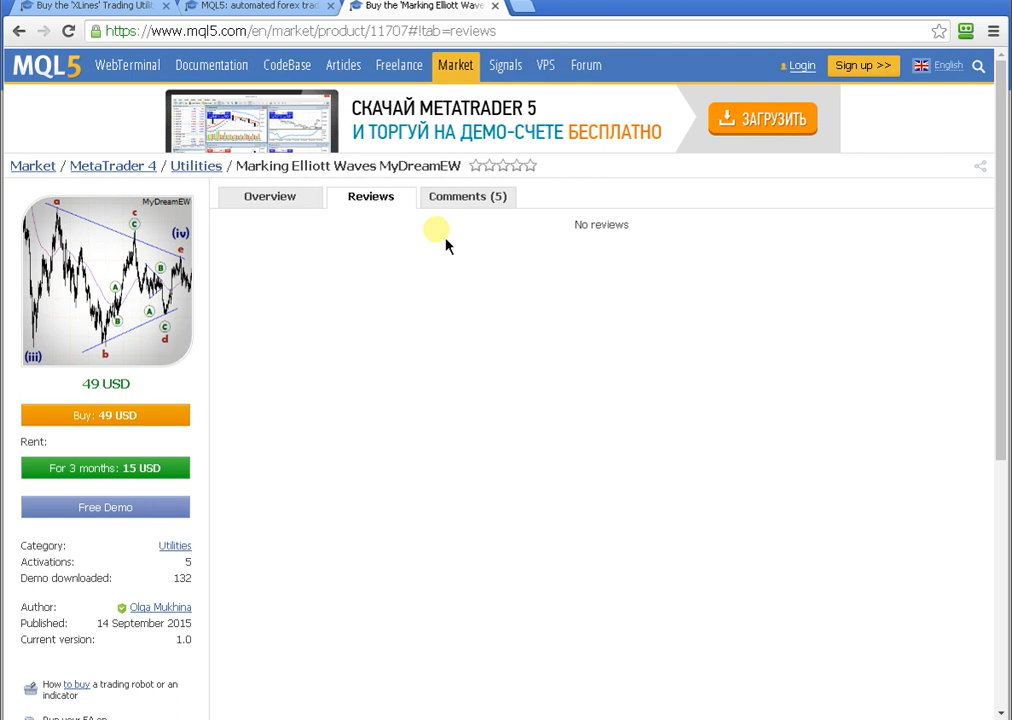 Buy the 'XLines' Trading Utilit
MQL5: automated forex trad
Buy the 'Marking Elliott Wave
https://www.mql5.com/en/market/product/11707#!tab=reviews
MQL5 WebTerminal Documentation CodeBase Articles Freelance Market Signals VPS Forum Login Sign up >> English
СКАЧАЙ METATRADER 5
И ТОРГУЙ НА ДЕМО-СЧЕТЕ БЕСПЛАТНО
ЗАГРУЗИТЬ
Market / MetaTrader 4 / Utilities / Marking Elliott Waves MyDreamEW
Overview Reviews Comments (5)
No reviews
MyDreamEW
a
c
C
(iv)
e
B
A
A
B
C
d
b
(iii)
49 USD
Buy: 49 USD
Rent:
For 3 months: 15 USD
Free Demo
Category: Utilities
Activations: 5
Demo downloaded: 132
Author: Olga Mukhina
Published: 14 September 2015
Current version: 1.0
How to buy a trading robot or an
indicator